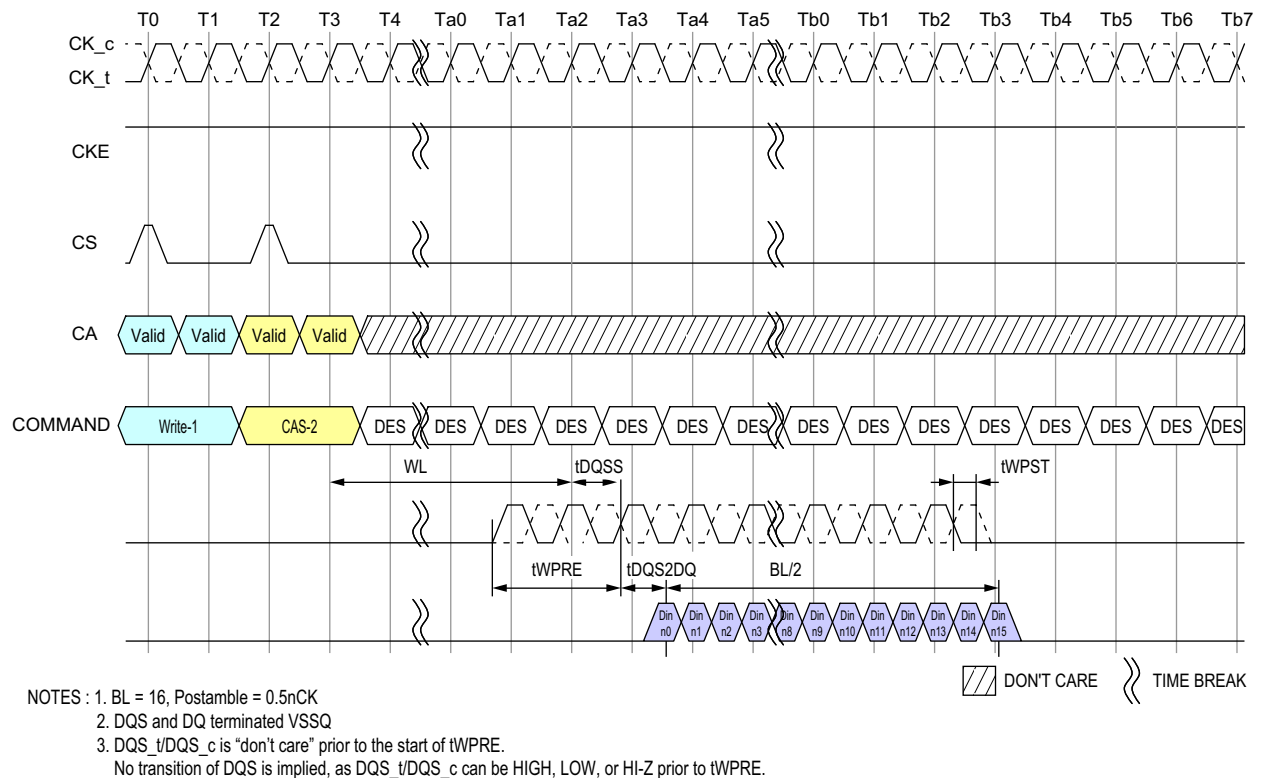 T0 T1 T2 T3 T4 Ta0 Ta1 Ta2 Ta3 Ta4 Ta5 Tb0 Tb1 Tb2 Tb3 Tb4 Tb5 Tb6 Tb7
CK_c
CK_t
CKE
CS
CA Valid Valid Valid Valid
COMMAND Write-1 CAS-2 DES DES DES DES DES DES DES DES DES DES DES DES DES DES DES
WL tDQSS tWPST
tWPRE tDQS2DQ BL/2
Din Din Din Din Din Din Din Din Din Din Din Din
n0 n1 n2 n3 n8 n9 n10 n11 n12 n13 n14 n15
DON'T CARE TIME BREAK
NOTES : 1. BL = 16, Postamble = 0.5nCK
2. DQS and DQ terminated VSSQ
3. DQS_t/DQS_c is “don’t care” prior to the start of tWPRE.
No transition of DQS is implied, as DQS_t/DQS_c can be HIGH, LOW, or HI-Z prior to tWPRE.